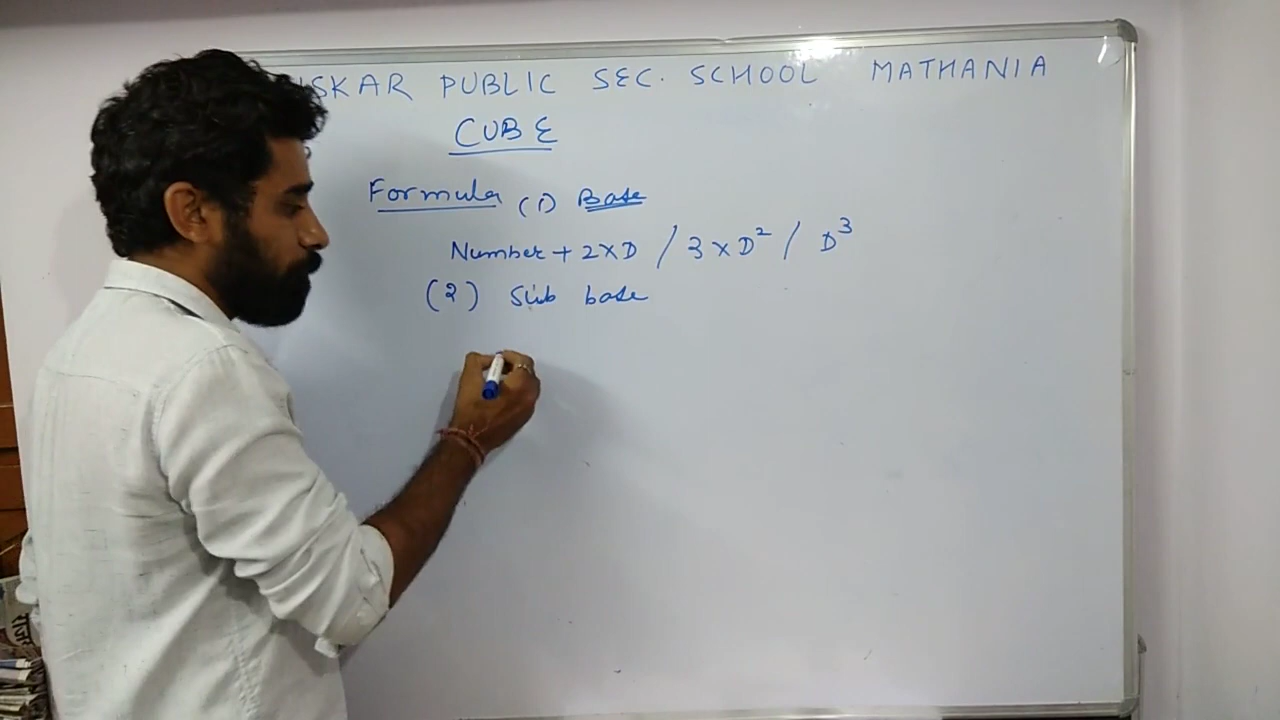 SKAR PUBLIC SEC. SCHOOL MATHANIA
CUBE
Formula (1) Base
Number + 2×D / 3×D² / D³
(2) Sub base